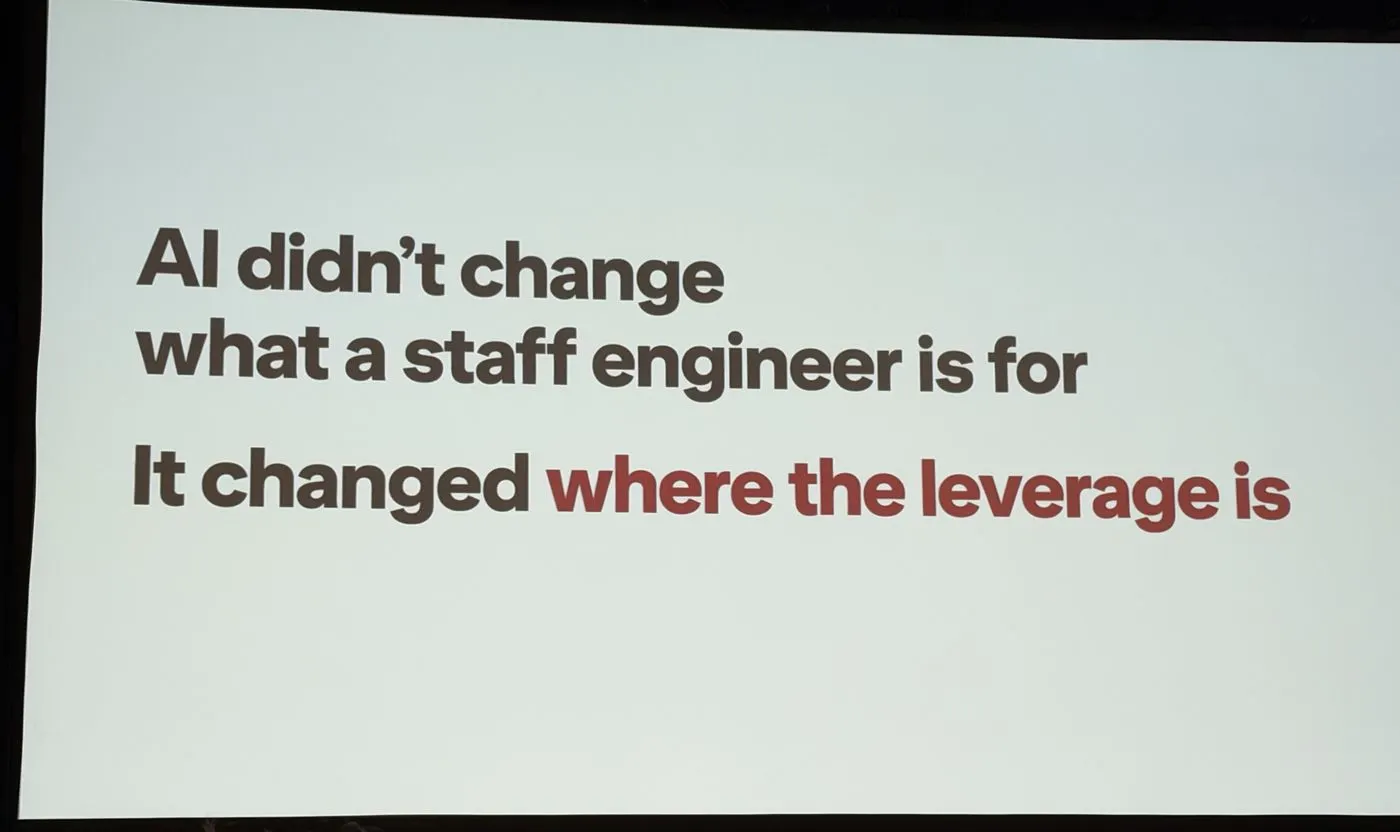 AI didn’t change
what a staff engineer is for
It changed where the leverage is